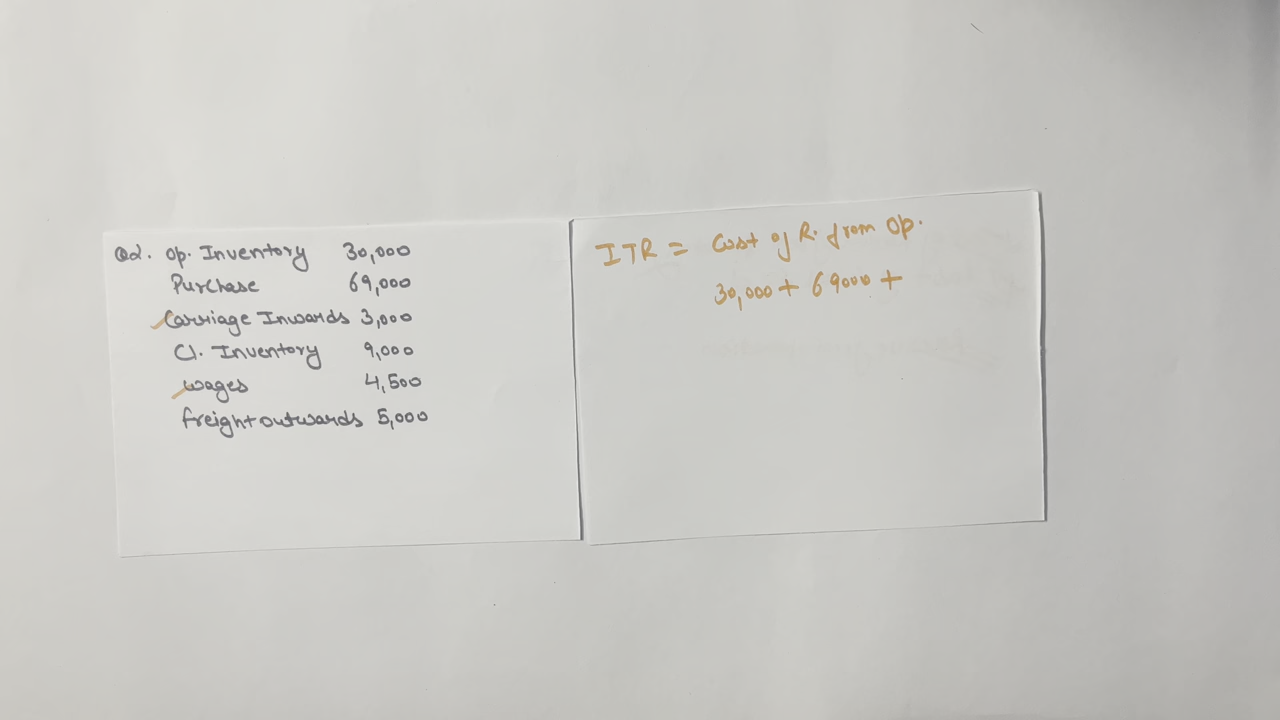 Q2. Op. Inventory 30,000
Purchase 69,000
Carriage Inwards 3,000
Cl. Inventory 9,000
wages 4,500
freight outwards 5,000
ITR = Cost of R. from Op.
30,000 + 69000 +